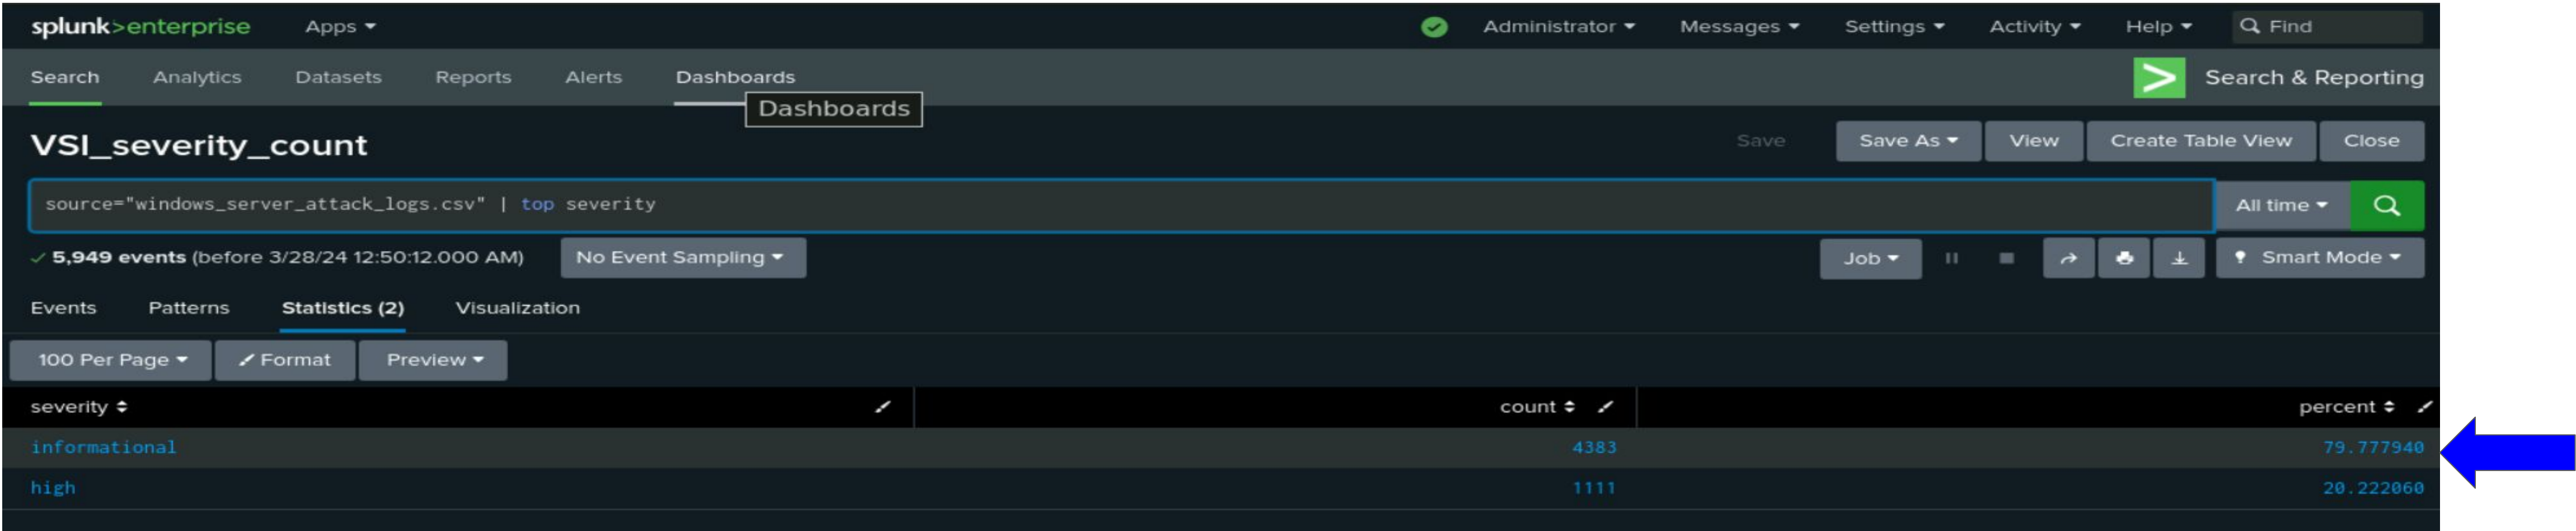 splunk>enterprise Apps Administrator Messages Settings Activity Help Find
Search Analytics Datasets Reports Alerts Dashboards Search & Reporting
Dashboards
VSI_severity_count Save Save As View Create Table View Close
source="windows_server_attack_logs.csv" | top severity All time
5,949 events (before 3/28/24 12:50:12.000 AM) No Event Sampling Job Smart Mode
Events Patterns Statistics (2) Visualization
100 Per Page Format Preview
severity count percent
informational 4383 79.777940
high 1111 20.222060